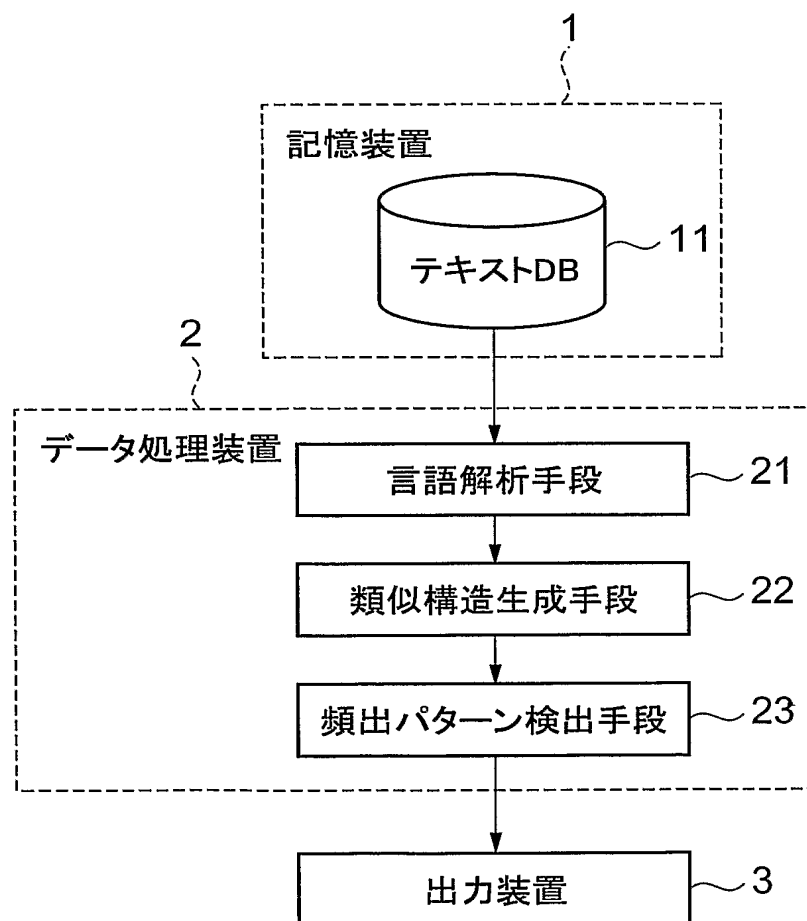 1
記憶装置
テキストDB
11
2
データ処理装置
言語解析手段
21
類似構造生成手段
22
頻出パターン検出手段
23
出力装置
3